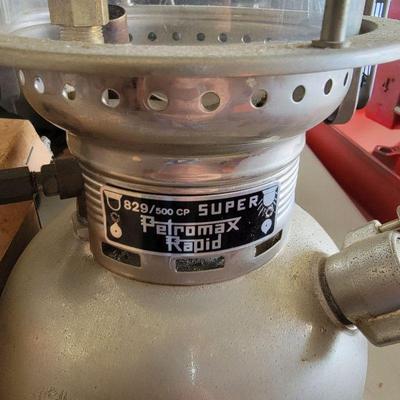 829/500 CP SUPER
Petromax
Rapid